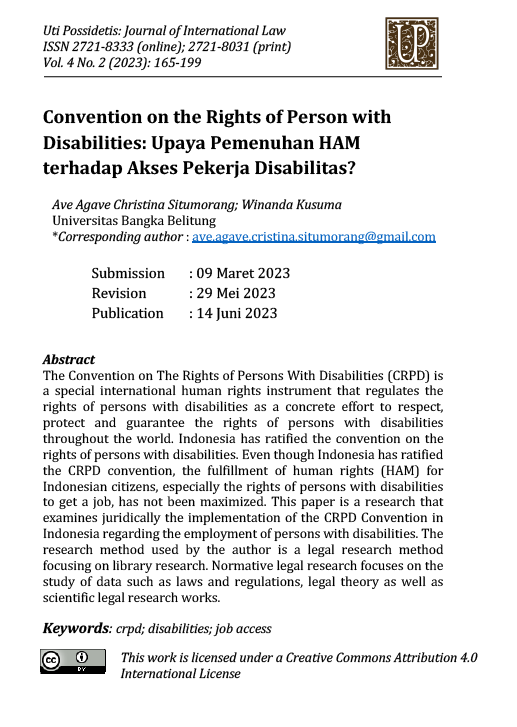 Uti Possidetis: Journal of International Law
ISSN 2721-8333 (online); 2721-8031 (print)
Vol. 4 No. 2 (2023): 165-199
UP
Convention on the Rights of Person with
Disabilities: Upaya Pemenuhan HAM
terhadap Akses Pekerja Disabilitas?
Ave Agave Christina Situmorang; Winanda Kusuma
Universitas Bangka Belitung
*Corresponding author : ave.agave.cristina.situmorang@gmail.com
Submission : 09 Maret 2023
Revision : 29 Mei 2023
Publication : 14 Juni 2023
Abstract
The Convention on The Rights of Persons With Disabilities (CRPD) is
a special international human rights instrument that regulates the
rights of persons with disabilities as a concrete effort to respect,
protect and guarantee the rights of persons with disabilities
throughout the world. Indonesia has ratified the convention on the
rights of persons with disabilities. Even though Indonesia has ratified
the CRPD convention, the fulfillment of human rights (HAM) for
Indonesian citizens, especially the rights of persons with disabilities
to get a job, has not been maximized. This paper is a research that
examines juridically the implementation of the CRPD Convention in
Indonesia regarding the employment of persons with disabilities. The
research method used by the author is a legal research method
focusing on library research. Normative legal research focuses on the
study of data such as laws and regulations, legal theory as well as
scientific legal research works.
Keywords: crpd; disabilities; job access
cc BY
This work is licensed under a Creative Commons Attribution 4.0
International License